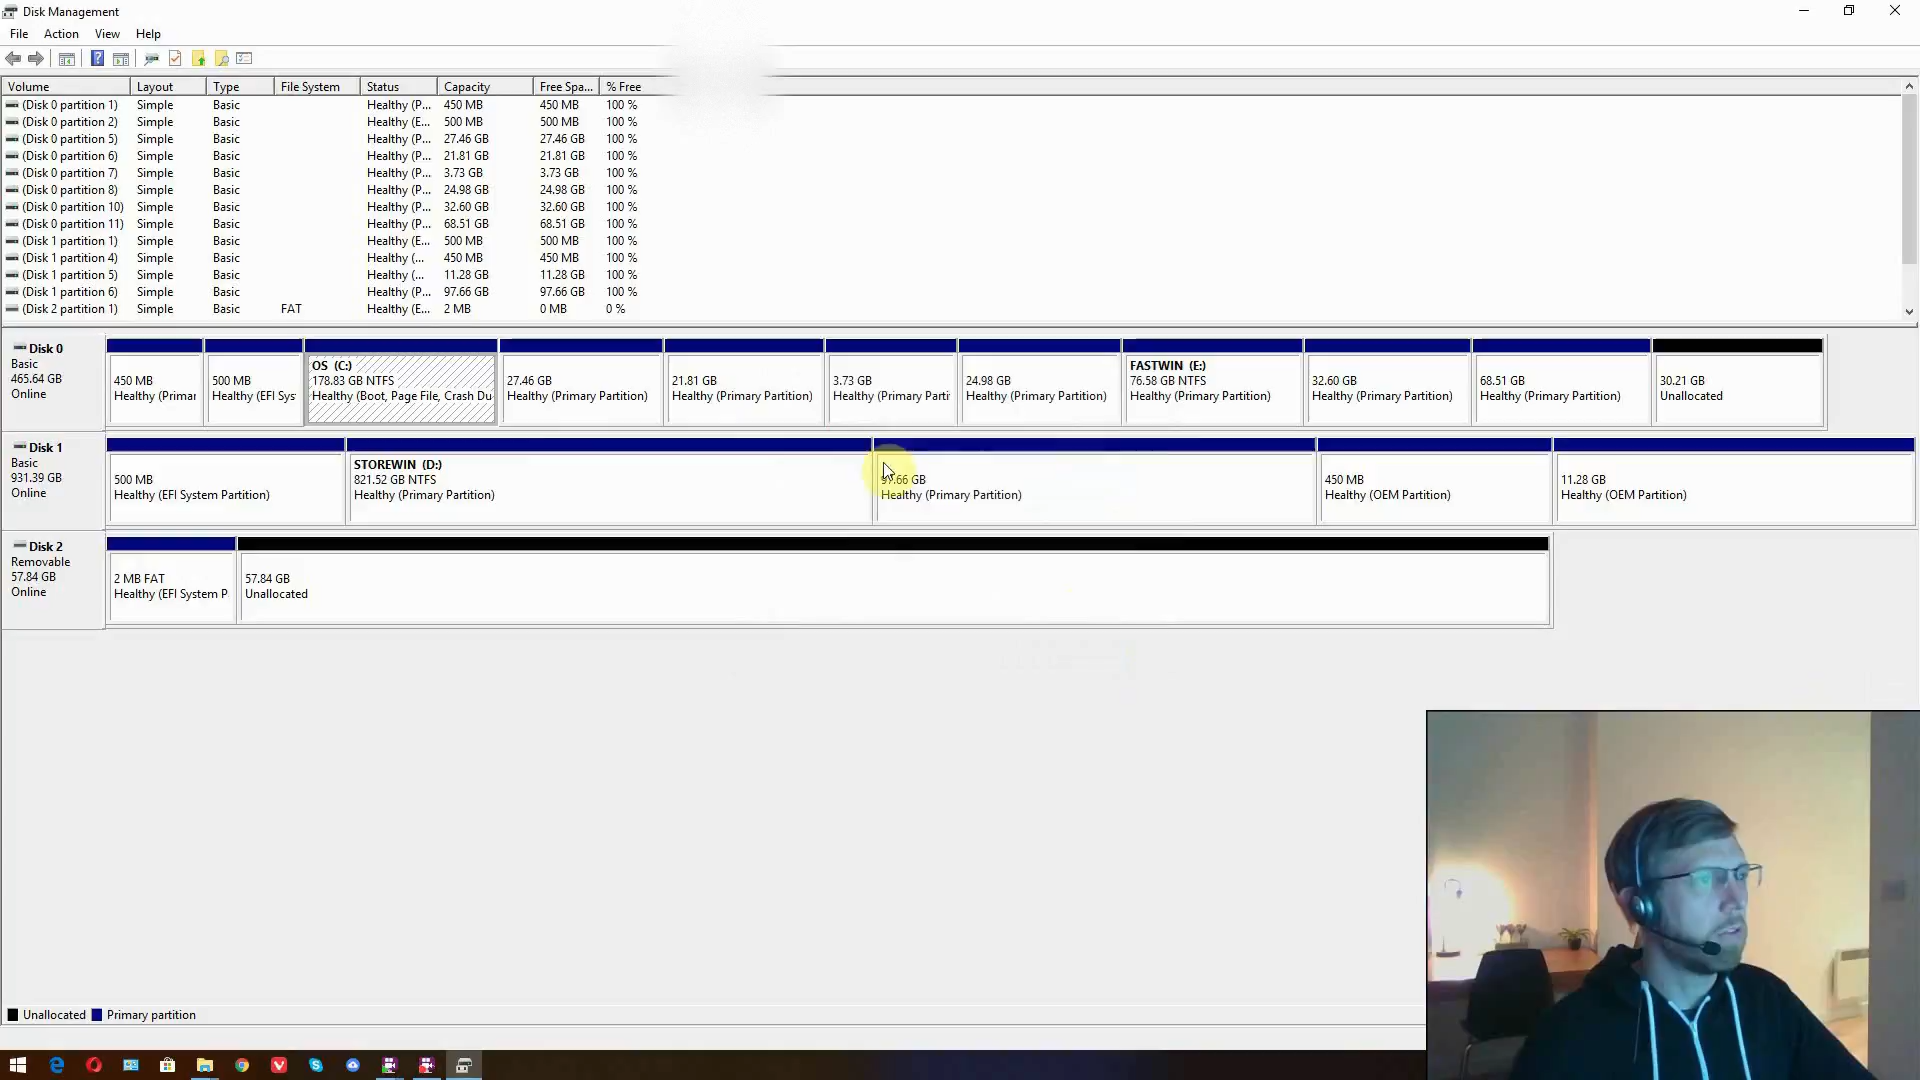 Disk Management
File Action View Help
Volume Layout Type File System Status Capacity Free Spa... % Free
(Disk 0 partition 1) Simple Basic Healthy (P... 450 MB 450 MB 100 %
(Disk 0 partition 2) Simple Basic Healthy (E... 500 MB 500 MB 100 %
(Disk 0 partition 5) Simple Basic Healthy (P... 27.46 GB 27.46 GB 100 %
(Disk 0 partition 6) Simple Basic Healthy (P... 21.81 GB 21.81 GB 100 %
(Disk 0 partition 7) Simple Basic Healthy (P... 3.73 GB 3.73 GB 100 %
(Disk 0 partition 8) Simple Basic Healthy (P... 24.98 GB 24.98 GB 100 %
(Disk 0 partition 10) Simple Basic Healthy (P... 32.60 GB 32.60 GB 100 %
(Disk 0 partition 11) Simple Basic Healthy (P... 68.51 GB 68.51 GB 100 %
(Disk 1 partition 1) Simple Basic Healthy (E... 500 MB 500 MB 100 %
(Disk 1 partition 4) Simple Basic Healthy (... 450 MB 450 MB 100 %
(Disk 1 partition 5) Simple Basic Healthy (... 11.28 GB 11.28 GB 100 %
(Disk 1 partition 6) Simple Basic Healthy (P... 97.66 GB 97.66 GB 100 %
(Disk 2 partition 1) Simple Basic FAT Healthy (E... 2 MB 0 MB 0 %
Disk 0
Basic
465.64 GB
Online
450 MB
Healthy (Primar
500 MB
Healthy (EFI Sys
OS (C:)
178.83 GB NTFS
Healthy (Boot, Page File, Crash Du
27.46 GB
Healthy (Primary Partition)
21.81 GB
Healthy (Primary Partition)
3.73 GB
Healthy (Primary Parti
24.98 GB
Healthy (Primary Partition)
FASTWIN (E:)
76.58 GB NTFS
Healthy (Primary Partition)
32.60 GB
Healthy (Primary Partition)
68.51 GB
Healthy (Primary Partition)
30.21 GB
Unallocated
Disk 1
Basic
931.39 GB
Online
500 MB
Healthy (EFI System Partition)
STOREWIN (D:)
821.52 GB NTFS
Healthy (Primary Partition)
97.66 GB
Healthy (Primary Partition)
450 MB
Healthy (OEM Partition)
11.28 GB
Healthy (OEM Partition)
Disk 2
Removable
57.84 GB
Online
2 MB FAT
Healthy (EFI System P
57.84 GB
Unallocated
Unallocated Primary partition